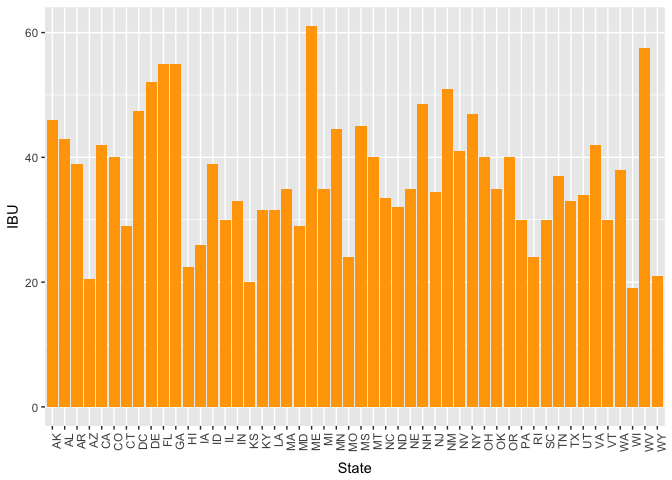 IBU
60
40
20
0
AK AL AR AZ CA CO CT DC DE FL GA HI IA ID IL IN KS KY LA MA MD ME MI MN MO MS MT NC ND NE NH NJ NM NV NY OH OK OR PA RI SC TN TX UT VA VT WA WI WV WY
State